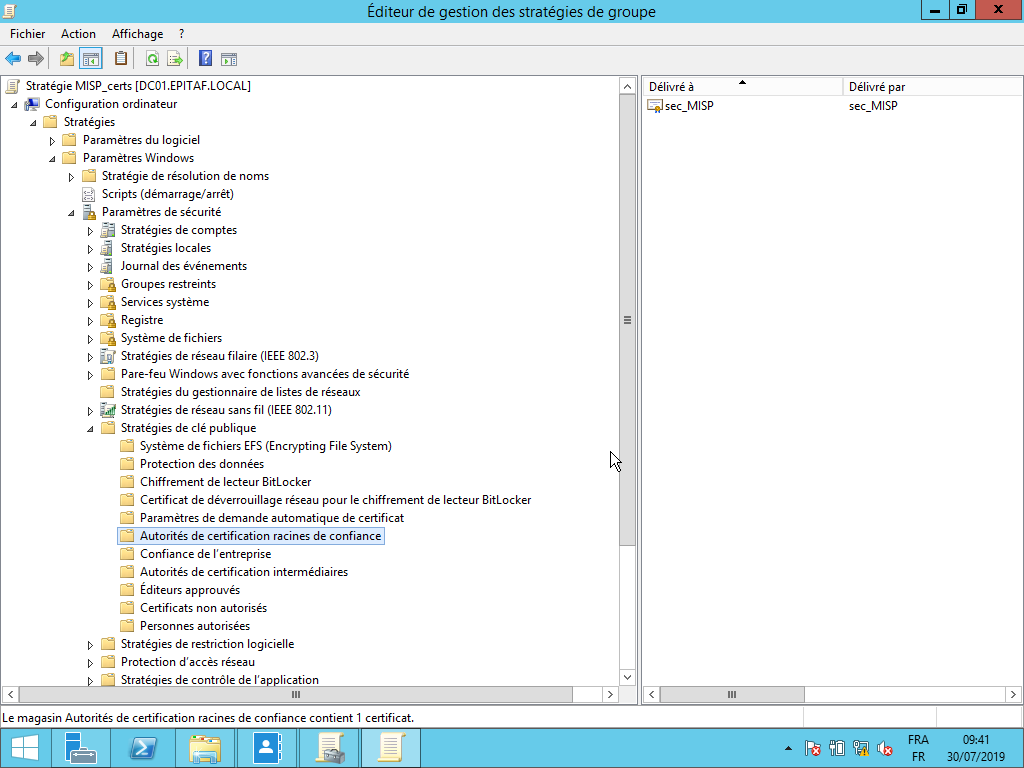 Éditeur de gestion des stratégies de groupe
Fichier Action Affichage ?
Stratégie MISP_certs [DC01.EPITAF.LOCAL]
Configuration ordinateur
Stratégies
Paramètres du logiciel
Paramètres Windows
Stratégie de résolution de noms
Scripts (démarrage/arrêt)
Paramètres de sécurité
Stratégies de comptes
Stratégies locales
Journal des événements
Groupes restreints
Services système
Registre
Système de fichiers
Stratégies de réseau filaire (IEEE 802.3)
Pare-feu Windows avec fonctions avancées de sécurité
Stratégies du gestionnaire de listes de réseaux
Stratégies de réseau sans fil (IEEE 802.11)
Stratégies de clé publique
Système de fichiers EFS (Encrypting File System)
Protection des données
Chiffrement de lecteur BitLocker
Certificat de déverrouillage réseau pour le chiffrement de lecteur BitLocker
Paramètres de demande automatique de certificat
Autorités de certification racines de confiance
Confiance de l'entreprise
Autorités de certification intermédiaires
Éditeurs approuvés
Certificats non autorisés
Personnes autorisées
Stratégies de restriction logicielle
Protection d'accès réseau
Stratégies de contrôle de l'application
Délivré à Délivré par
sec_MISP sec_MISP
Le magasin Autorités de certification racines de confiance contient 1 certificat.
FRA 09:41
FR 30/07/2019